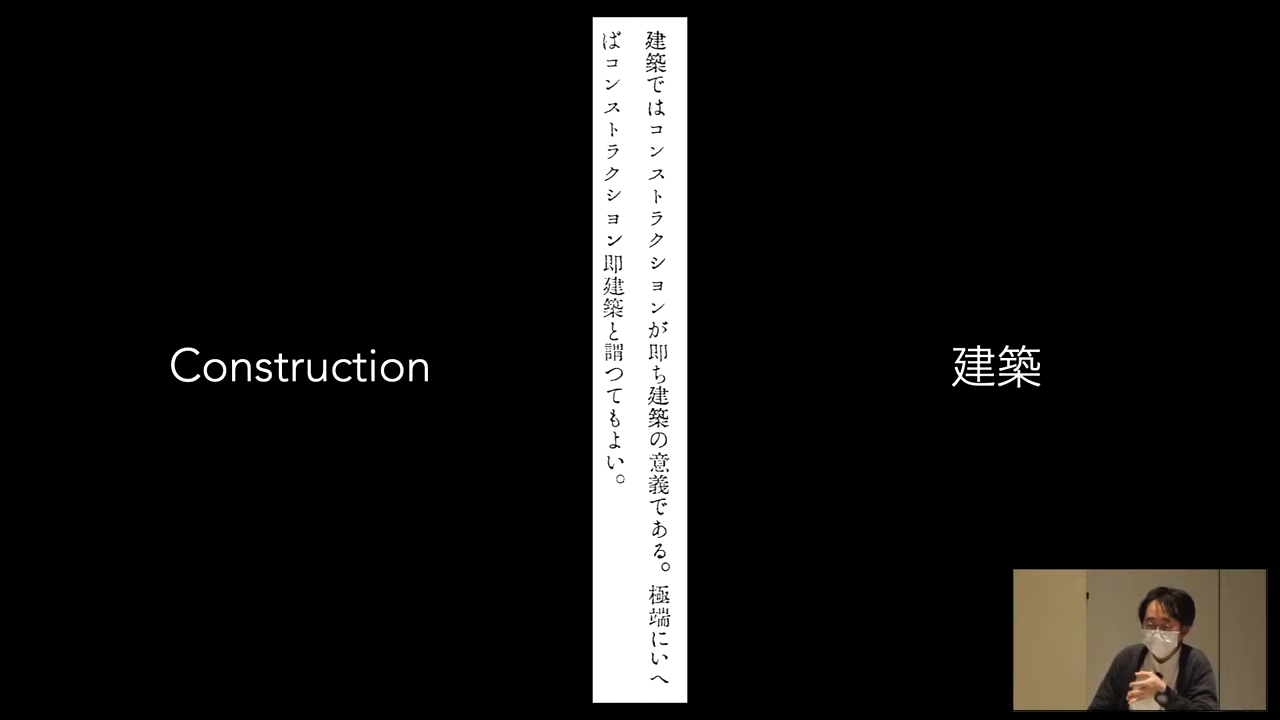 Construction
建築ではコンストラクションが即ち建築の意義である。極端にいへ
ばコンストラクション即建築と謂つてもよい。
建築